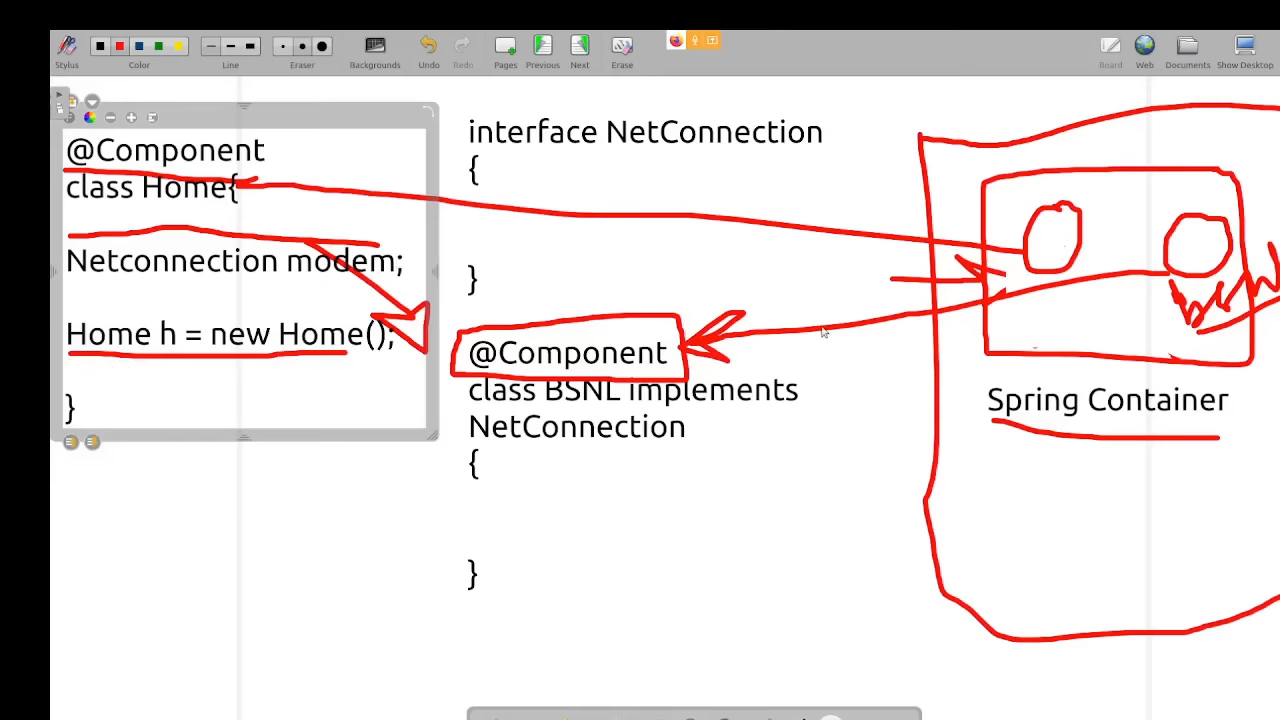 Stylus
Color
Line
Eraser
Backgrounds
Undo
Redo
Pages
Previous
Next
Erase
Board
Web
Documents
Show Desktop
@Component
class Home{
Netconnection modem;
Home h = new Home();
}
interface NetConnection
{
}
@Component
class BSNL implements
NetConnection
{
}
Spring Container